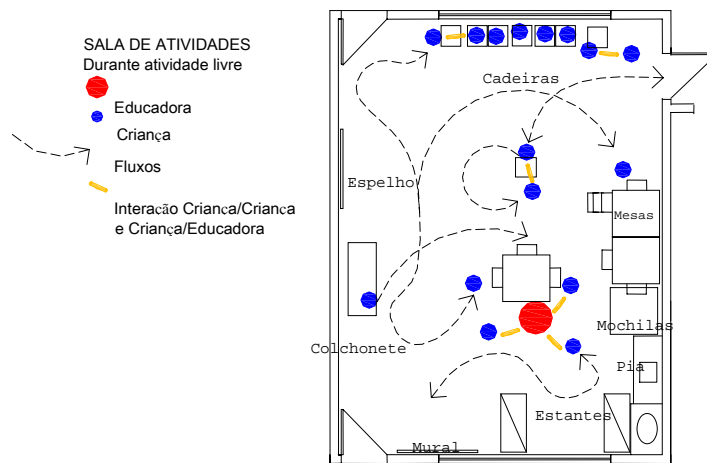 SALA DE ATIVIDADES
Durante atividade livre
Educadora
Criança
Fluxos
Interação Criança/Criança
e Criança/Educadora
Cadeiras
Espelho
Mesas
Mochilas
Colchonete
Pia
Estantes
Mural